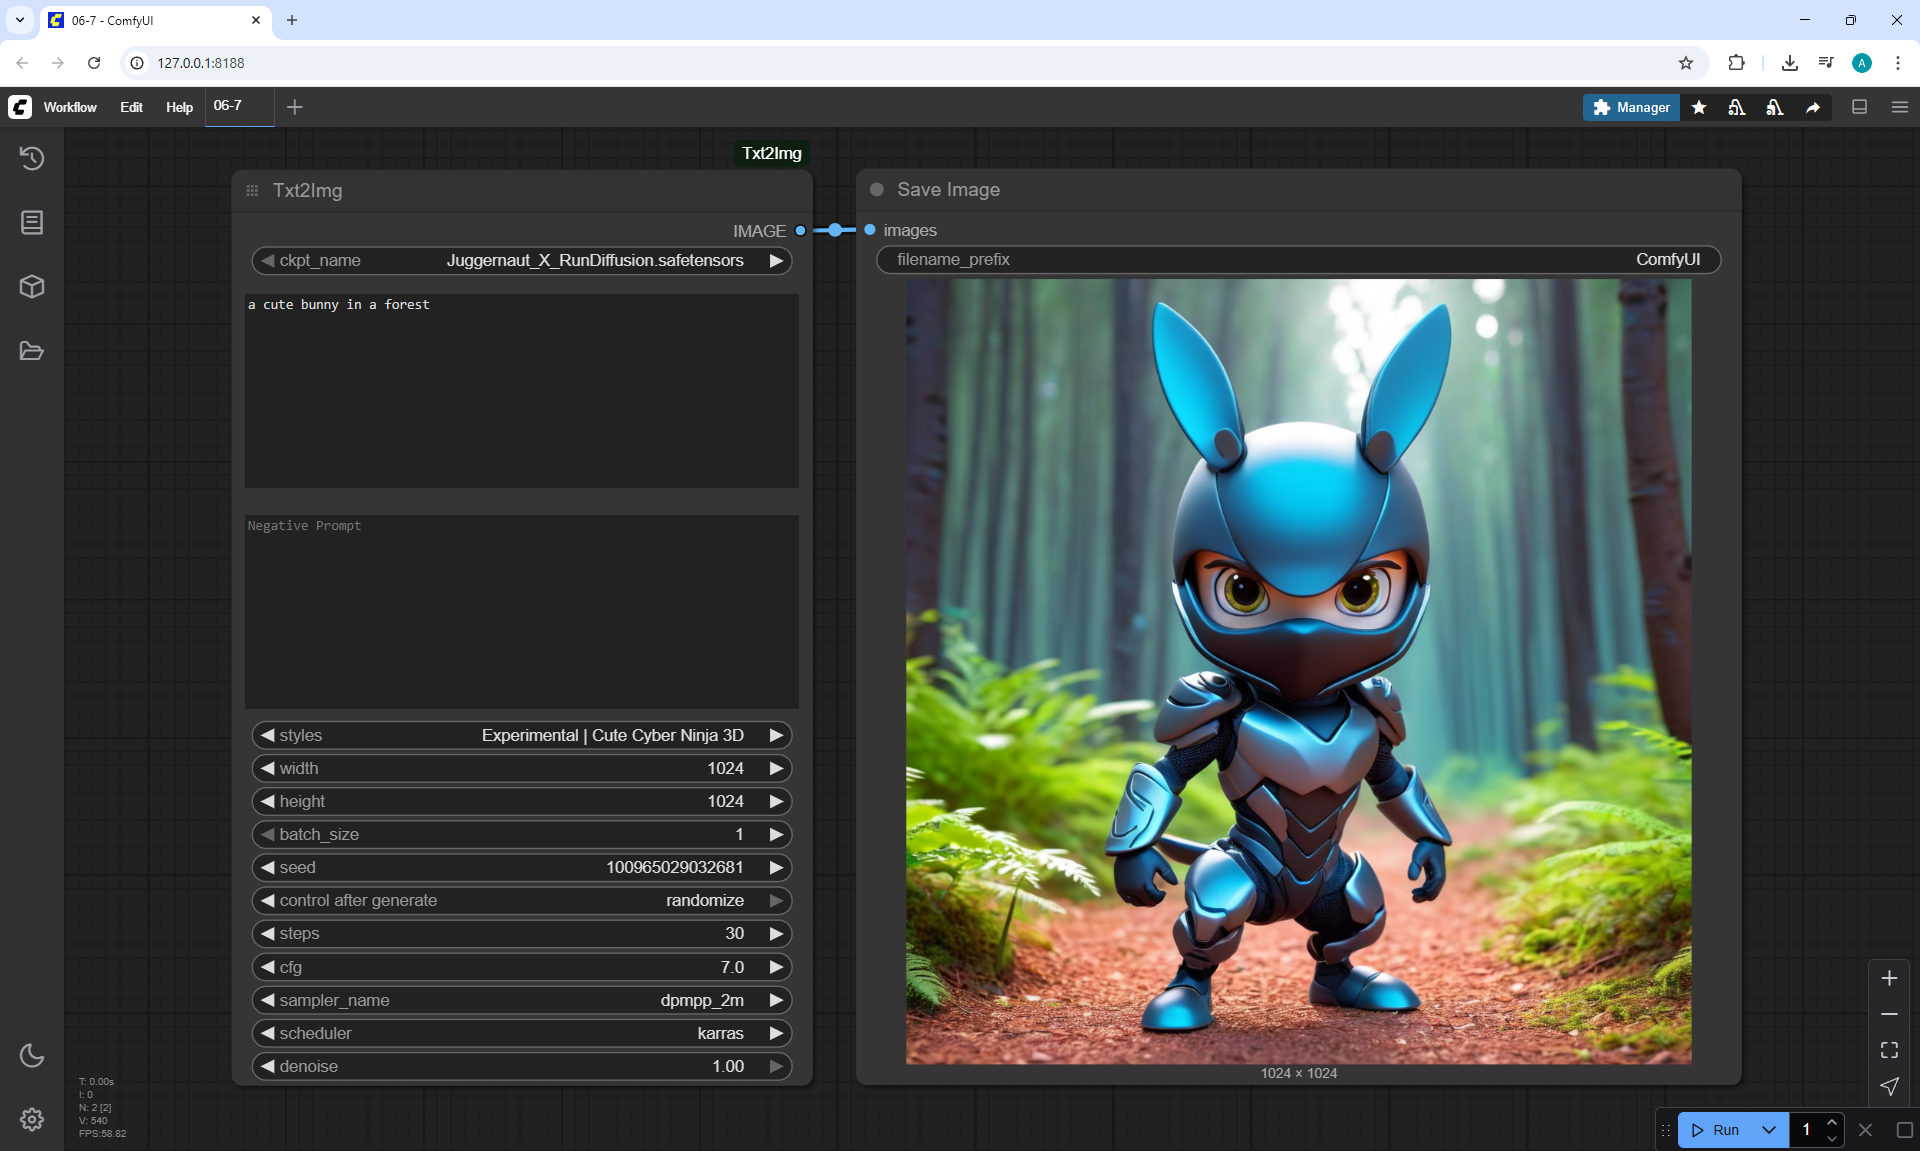 06-7 - ComfyUI
127.0.0.1:8188
A
Workflow Edit Help 06-7
Manager
Txt2Img
Txt2Img
IMAGE
ckpt_name Juggernaut_X_RunDiffusion.safetensors
a cute bunny in a forest
Negative Prompt
styles Experimental | Cute Cyber Ninja 3D
width 1024
height 1024
batch_size 1
seed 100965029032681
control after generate randomize
steps 30
cfg 7.0
sampler_name dpmpp_2m
scheduler karras
denoise 1.00
Save Image
images
filename_prefix ComfyUI
1024 × 1024
T: 0.00s
I: 0
N: 2 [2]
V: 540
FPS:58.82
Run 1